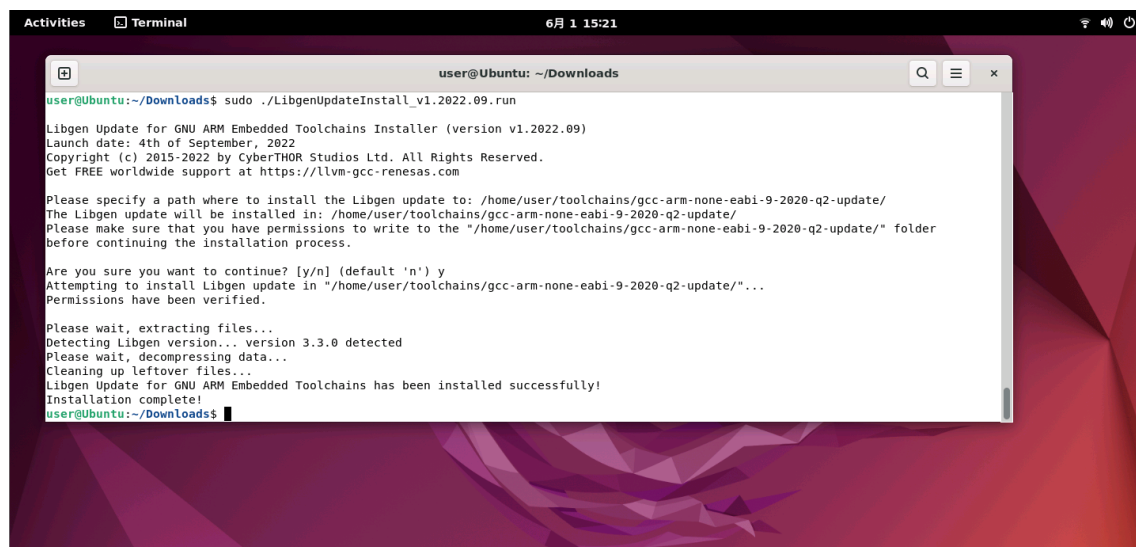 Activities Terminal 6月 1 15:21
user@Ubuntu: ~/Downloads
user@Ubuntu:~/Downloads$ sudo ./LibgenUpdateInstall_v1.2022.09.run
Libgen Update for GNU ARM Embedded Toolchains Installer (version v1.2022.09)
Launch date: 4th of September, 2022
Copyright (c) 2015-2022 by CyberTHOR Studios Ltd. All Rights Reserved.
Get FREE worldwide support at https://llvm-gcc-renesas.com
Please specify a path where to install the Libgen update to: /home/user/toolchains/gcc-arm-none-eabi-9-2020-q2-update/
The Libgen update will be installed in: /home/user/toolchains/gcc-arm-none-eabi-9-2020-q2-update/
Please make sure that you have permissions to write to the "/home/user/toolchains/gcc-arm-none-eabi-9-2020-q2-update/" folder
before continuing the installation process.
Are you sure you want to continue? [y/n] (default 'n') y
Attempting to install Libgen update in "/home/user/toolchains/gcc-arm-none-eabi-9-2020-q2-update/"...
Permissions have been verified.
Please wait, extracting files...
Detecting Libgen version... version 3.3.0 detected
Please wait, decompressing data...
Cleaning up leftover files...
Libgen Update for GNU ARM Embedded Toolchains has been installed successfully!
Installation complete!
user@Ubuntu:~/Downloads$